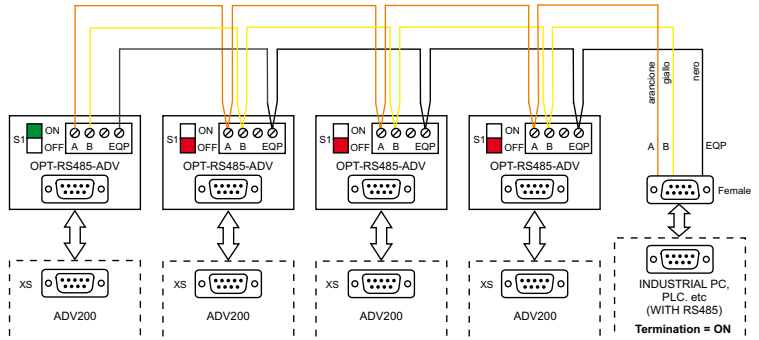 arancione
giallo
nero
S1 ON
OFF A B EQP
OPT-RS485-ADV
S1 ON
OFF A B EQP
OPT-RS485-ADV
S1 ON
OFF A B EQP
OPT-RS485-ADV
S1 ON
OFF A B EQP
OPT-RS485-ADV
A B EQP
Female
XS
ADV200
XS
ADV200
XS
ADV200
XS
ADV200
INDUSTRIAL PC,
PLC. etc
(WITH RS485)
Termination = ON